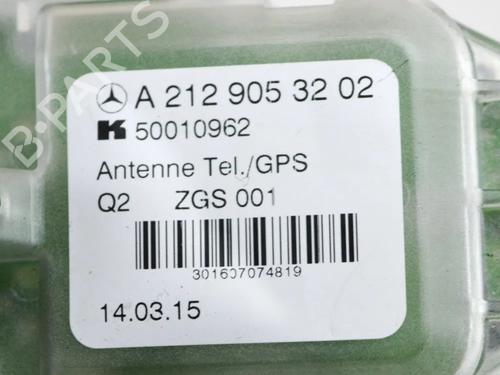 A 212 905 32 02
K 50010962
Antenne Tel./GPS
Q2 ZGS 001
301607074819
14.03.15
B-PARTS